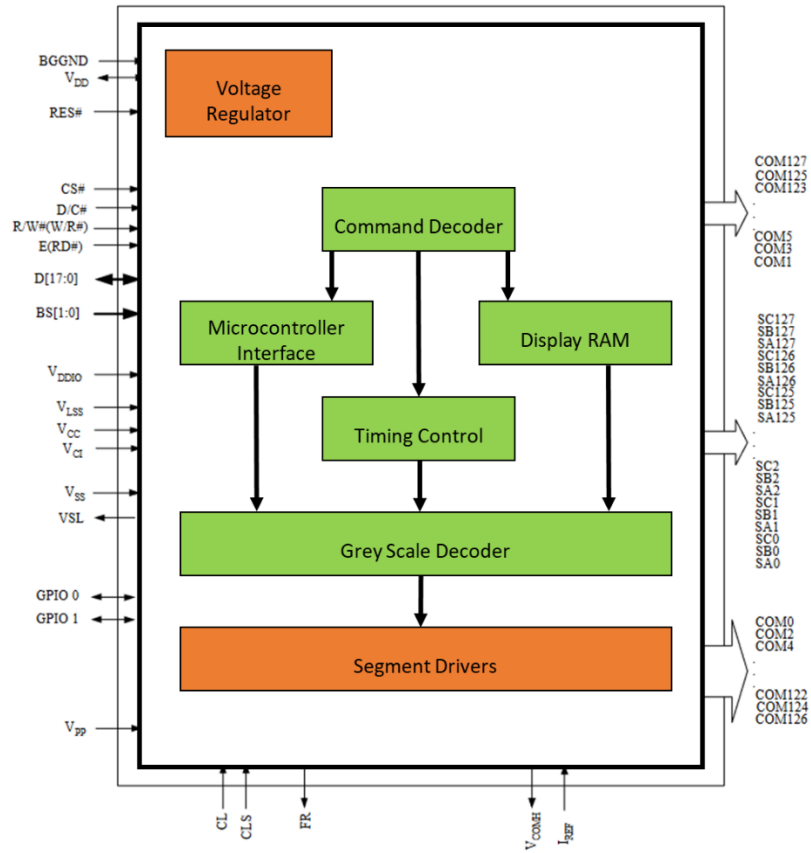 BGGND
VDD
RES#
CS#
D/C#
R/W#(W/R#)
E(RD#)
D[17:0]
BS[1:0]
VDDIO
VLSS
VCC
VCI
VSS
VSL
GPIO 0
GPIO 1
VPP
Voltage
Regulator
Command Decoder
Microcontroller
Interface
Display RAM
Timing Control
Grey Scale Decoder
Segment Drivers
COM127
COM125
COM123
.
.
COM5
COM3
COM1
SC127
SB127
SA127
SC126
SB126
SA126
SC125
SB125
SA125
.
.
SC2
SB2
SA2
SC1
SB1
SA1
SC0
SB0
SA0
COM0
COM2
COM4
.
.
COM122
COM124
COM126
CL
CLS
FR
VCOMH
IREF